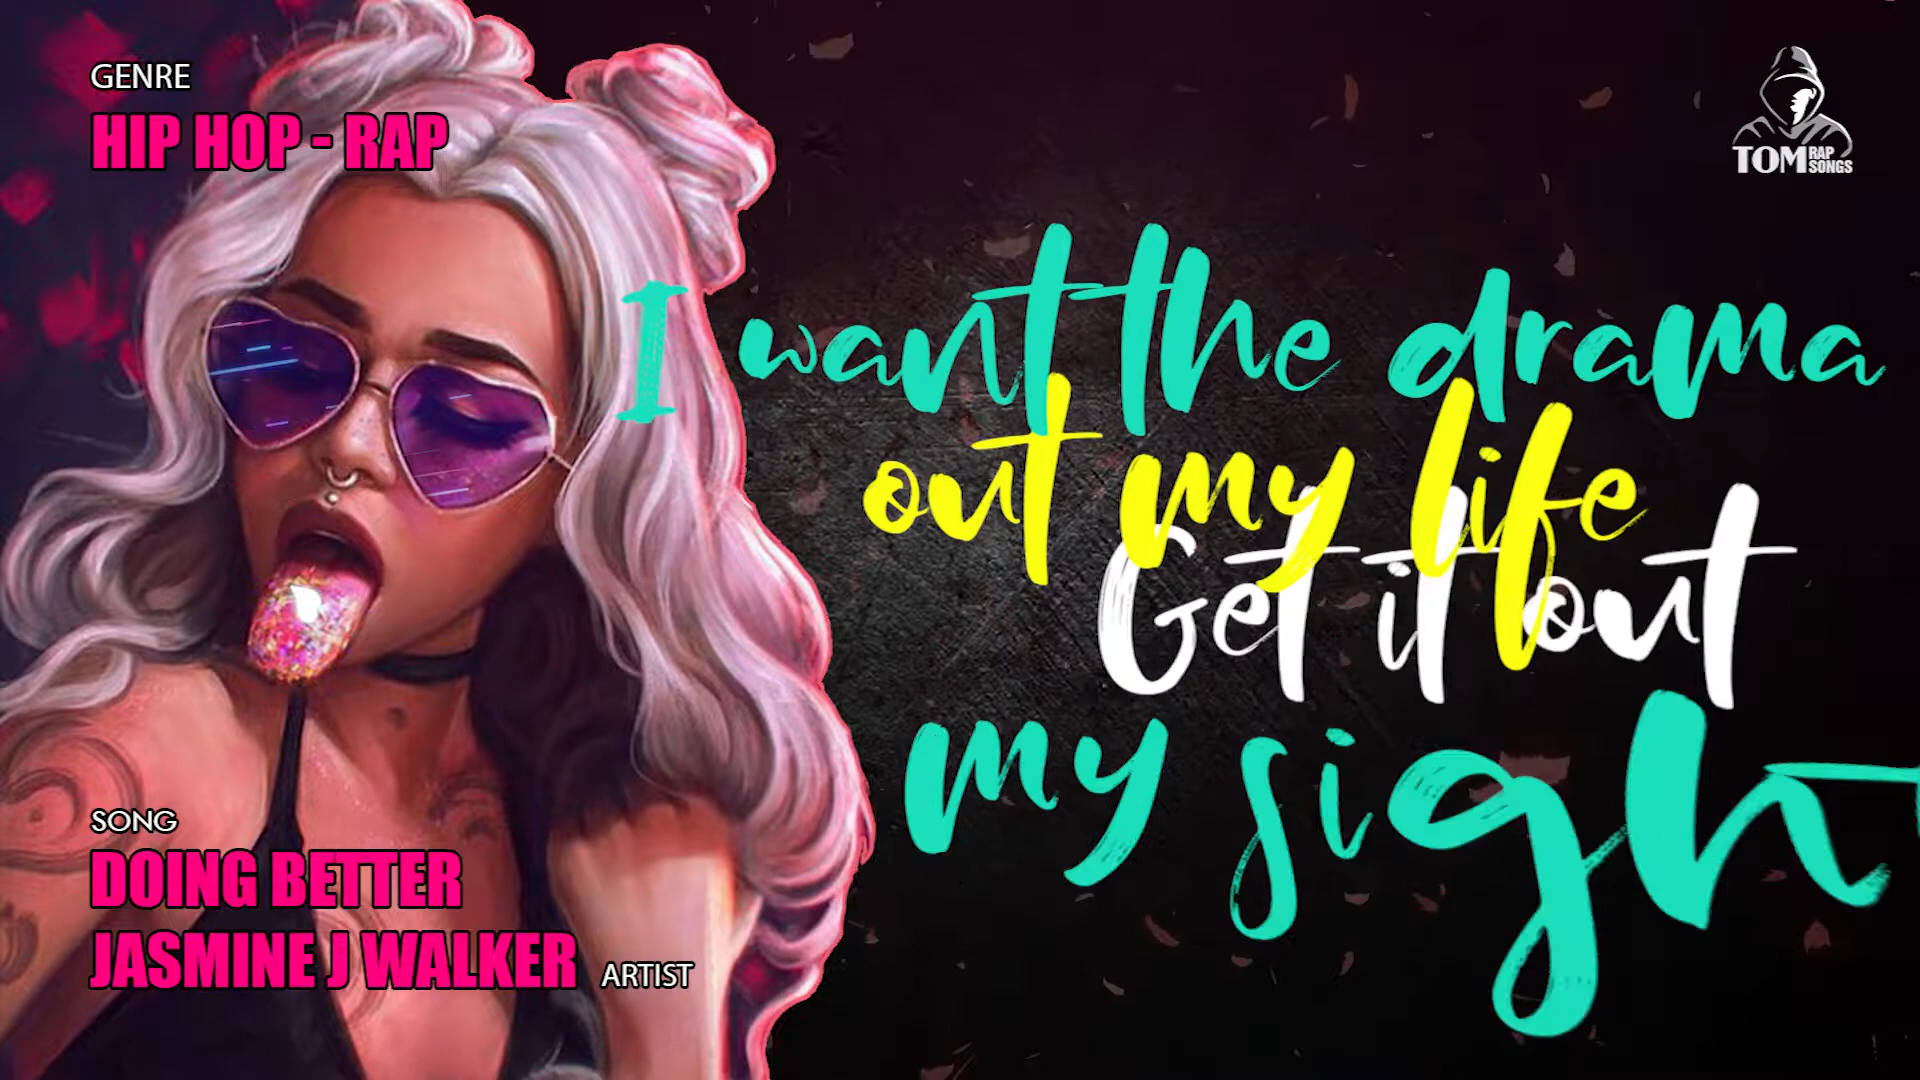 GENRE
HIP HOP - RAP
TOM RAP SONGS
I want the drama
out my life
Get it out
my sight
SONG
DOING BETTER
JASMINE J WALKER ARTIST